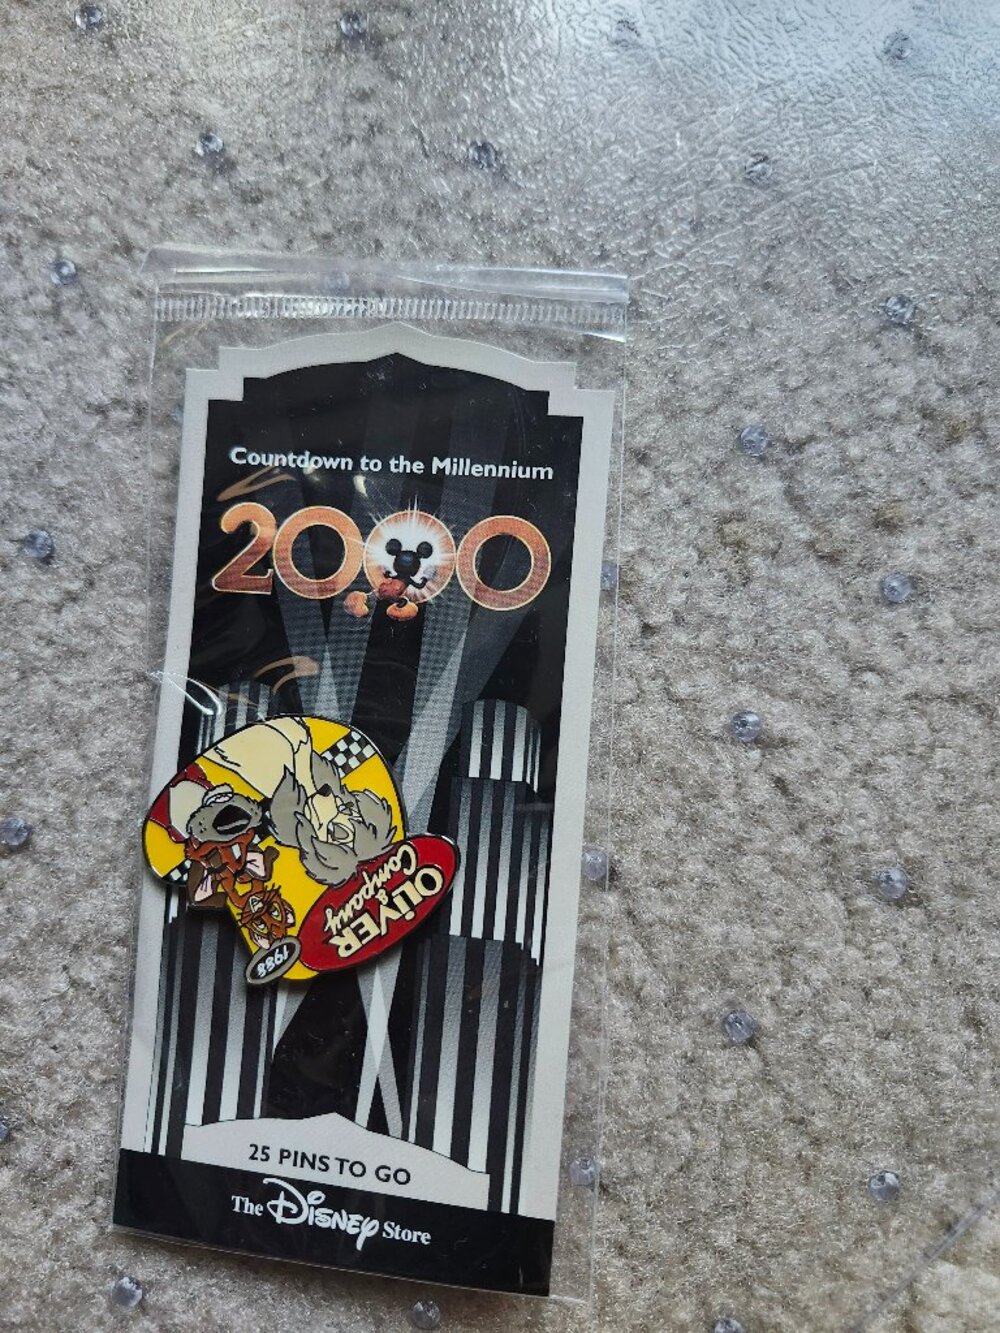 Countdown to the Millennium
2000
OLIVER
&
Company
1988
25 PINS TO GO
The Disney Store